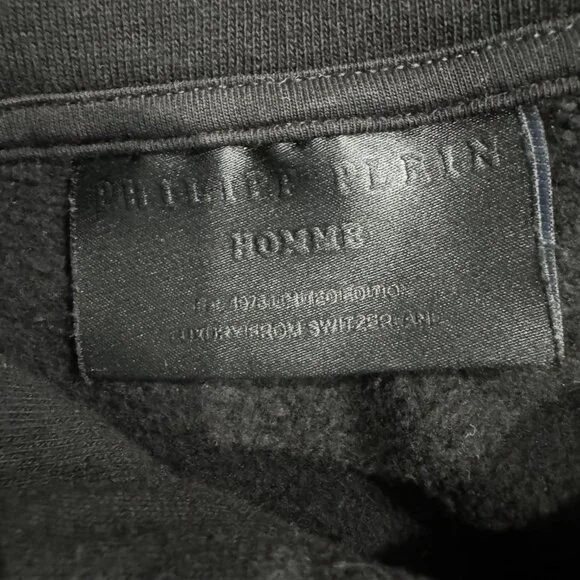 PHILIPP PLEIN
HOMME
1978 LIMITED EDITION
LUXURY FROM SWITZERLAND